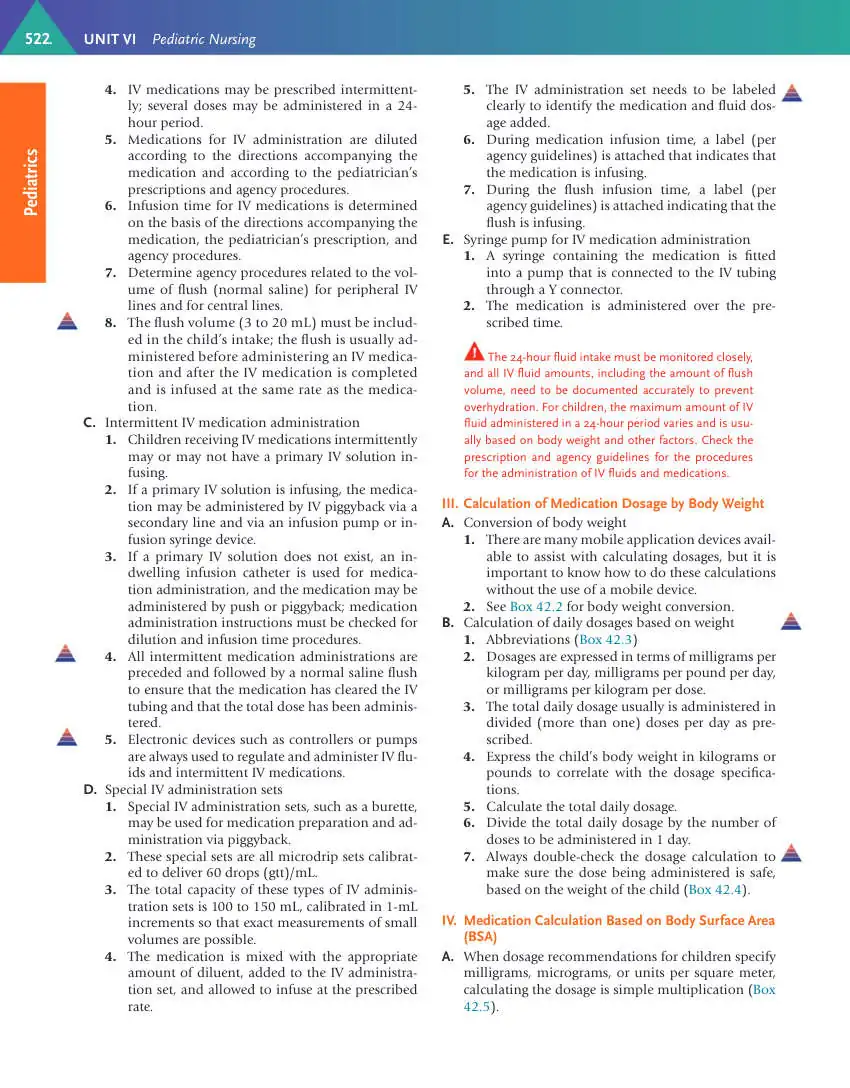 522
UNIT VI Pediatric Nursing
Pediatrics
4. IV medications may be prescribed intermittent-
ly; several doses may be administered in a 24-
hour period.
5. Medications for IV administration are diluted
according to the directions accompanying the
medication and according to the pediatrician's
prescriptions and agency procedures.
6. Infusion time for IV medications is determined
on the basis of the directions accompanying the
medication, the pediatrician's prescription, and
agency procedures.
7. Determine agency procedures related to the vol-
ume of flush (normal saline) for peripheral IV
lines and for central lines.
8. The flush volume (3 to 20 mL) must be includ-
ed in the child's intake; the flush is usually ad-
ministered before administering an IV medica-
tion and after the IV medication is completed
and is infused at the same rate as the medica-
tion.
C. Intermittent IV medication administration
1. Children receiving IV medications intermittently
may or may not have a primary IV solution in-
fusing.
2. If a primary IV solution is infusing, the medica-
tion may be administered by IV piggyback via a
secondary line and via an infusion pump or in-
fusion syringe device.
3. If a primary IV solution does not exist, an in-
dwelling infusion catheter is used for medica-
tion administration, and the medication may be
administered by push or piggyback; medication
administration instructions must be checked for
dilution and infusion time procedures.
4. All intermittent medication administrations are
preceded and followed by a normal saline flush
to ensure that the medication has cleared the IV
tubing and that the total dose has been adminis-
tered.
5. Electronic devices such as controllers or pumps
are always used to regulate and administer IV flu-
ids and intermittent IV medications.
D. Special IV administration sets
1. Special IV administration sets, such as a burette,
may be used for medication preparation and ad-
ministration via piggyback.
2. These special sets are all microdrip sets calibrat-
ed to deliver 60 drops (gtt)/mL.
3. The total capacity of these types of IV adminis-
tration sets is 100 to 150 mL, calibrated in 1-mL
increments so that exact measurements of small
volumes are possible.
4. The medication is mixed with the appropriate
amount of diluent, added to the IV administra-
tion set, and allowed to infuse at the prescribed
rate.
5. The IV administration set needs to be labeled
clearly to identify the medication and fluid dos-
age added.
6. During medication infusion time, a label (per
agency guidelines) is attached that indicates that
the medication is infusing.
7. During the flush infusion time, a label (per
agency guidelines) is attached indicating that the
flush is infusing.
E. Syringe pump for IV medication administration
1. A syringe containing the medication is fitted
into a pump that is connected to the IV tubing
through a Y connector.
2. The medication is administered over the pre-
scribed time.
The 24-hour fluid intake must be monitored closely,
and all IV fluid amounts, including the amount of flush
volume, need to be documented accurately to prevent
overhydration. For children, the maximum amount of IV
fluid administered in a 24-hour period varies and is usu-
ally based on body weight and other factors. Check the
prescription and agency guidelines for the procedures
for the administration of IV fluids and medications.
III. Calculation of Medication Dosage by Body Weight
A. Conversion of body weight
1. There are many mobile application devices avail-
able to assist with calculating dosages, but it is
important to know how to do these calculations
without the use of a mobile device.
2. See Box 42.2 for body weight conversion.
B. Calculation of daily dosages based on weight
1. Abbreviations (Box 42.3)
2. Dosages are expressed in terms of milligrams per
kilogram per day, milligrams per pound per day,
or milligrams per kilogram per dose.
3. The total daily dosage usually is administered in
divided (more than one) doses per day as pre-
scribed.
4. Express the child's body weight in kilograms or
pounds to correlate with the dosage specifica-
tions.
5. Calculate the total daily dosage.
6. Divide the total daily dosage by the number of
doses to be administered in 1 day.
7. Always double-check the dosage calculation to
make sure the dose being administered is safe,
based on the weight of the child (Box 42.4).
IV. Medication Calculation Based on Body Surface Area
(BSA)
A. When dosage recommendations for children specify
milligrams, micrograms, or units per square meter,
calculating the dosage is simple multiplication (Box
42.5).